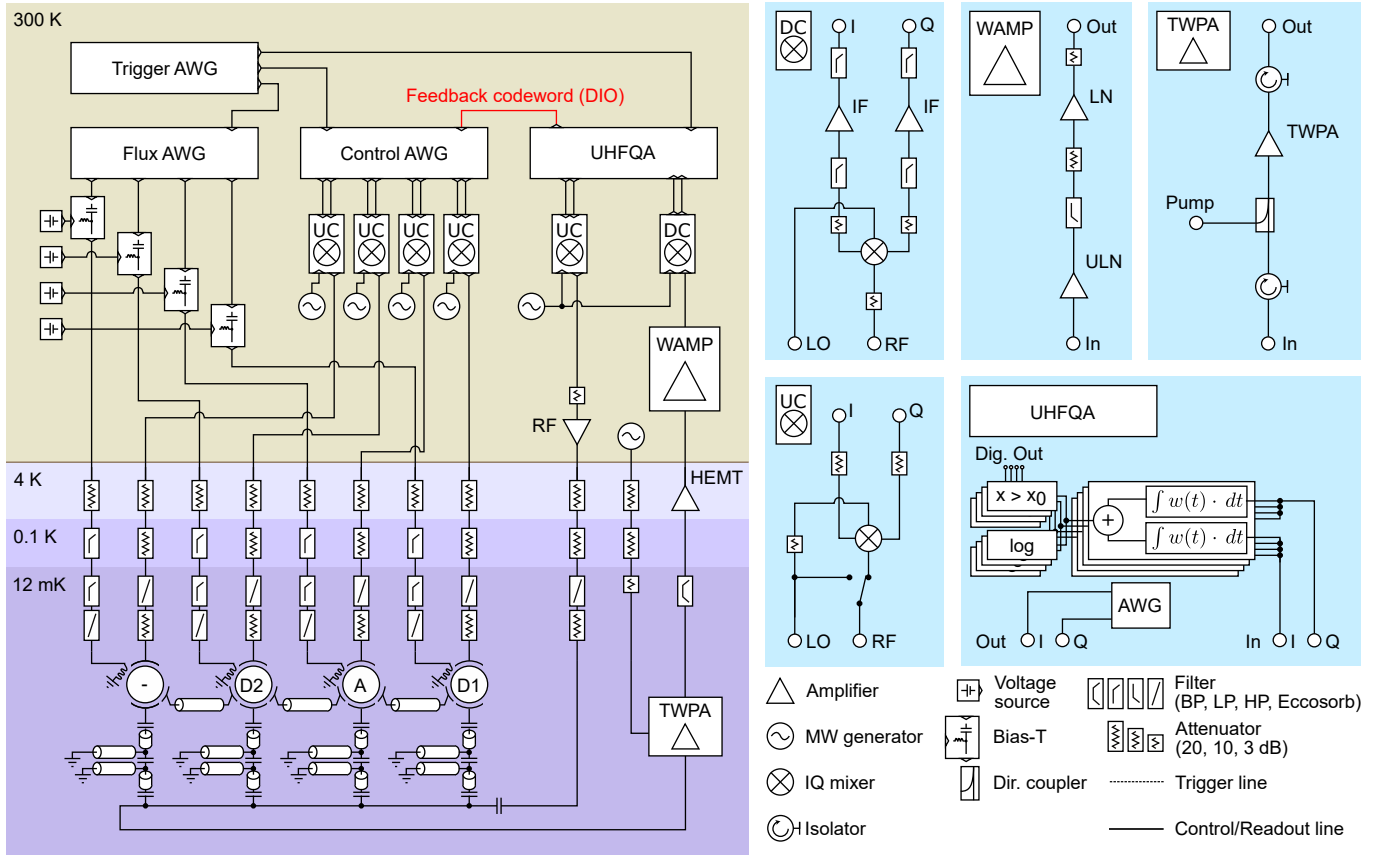 300 K
Trigger AWG
Feedback codeword (DIO)
Flux AWG
Control AWG
UHFQA
UC
UC
UC
UC
UC
DC
WAMP
RF
HEMT
4 K
0.1 K
12 mK
-
D2
A
D1
TWPA
DC
I
Q
IF
IF
LO
RF
WAMP
Out
LN
ULN
In
TWPA
Out
TWPA
Pump
In
UC
I
Q
LO
RF
UHFQA
Dig. Out
x > x0
log
+
∫ w(t) · dt
∫ w(t) · dt
AWG
Out
I
Q
In
I
Q
Amplifier
MW generator
IQ mixer
Isolator
Voltage
source
Bias-T
Dir. coupler
Filter
(BP, LP, HP, Eccosorb)
Attenuator
(20, 10, 3 dB)
Trigger line
Control/Readout line